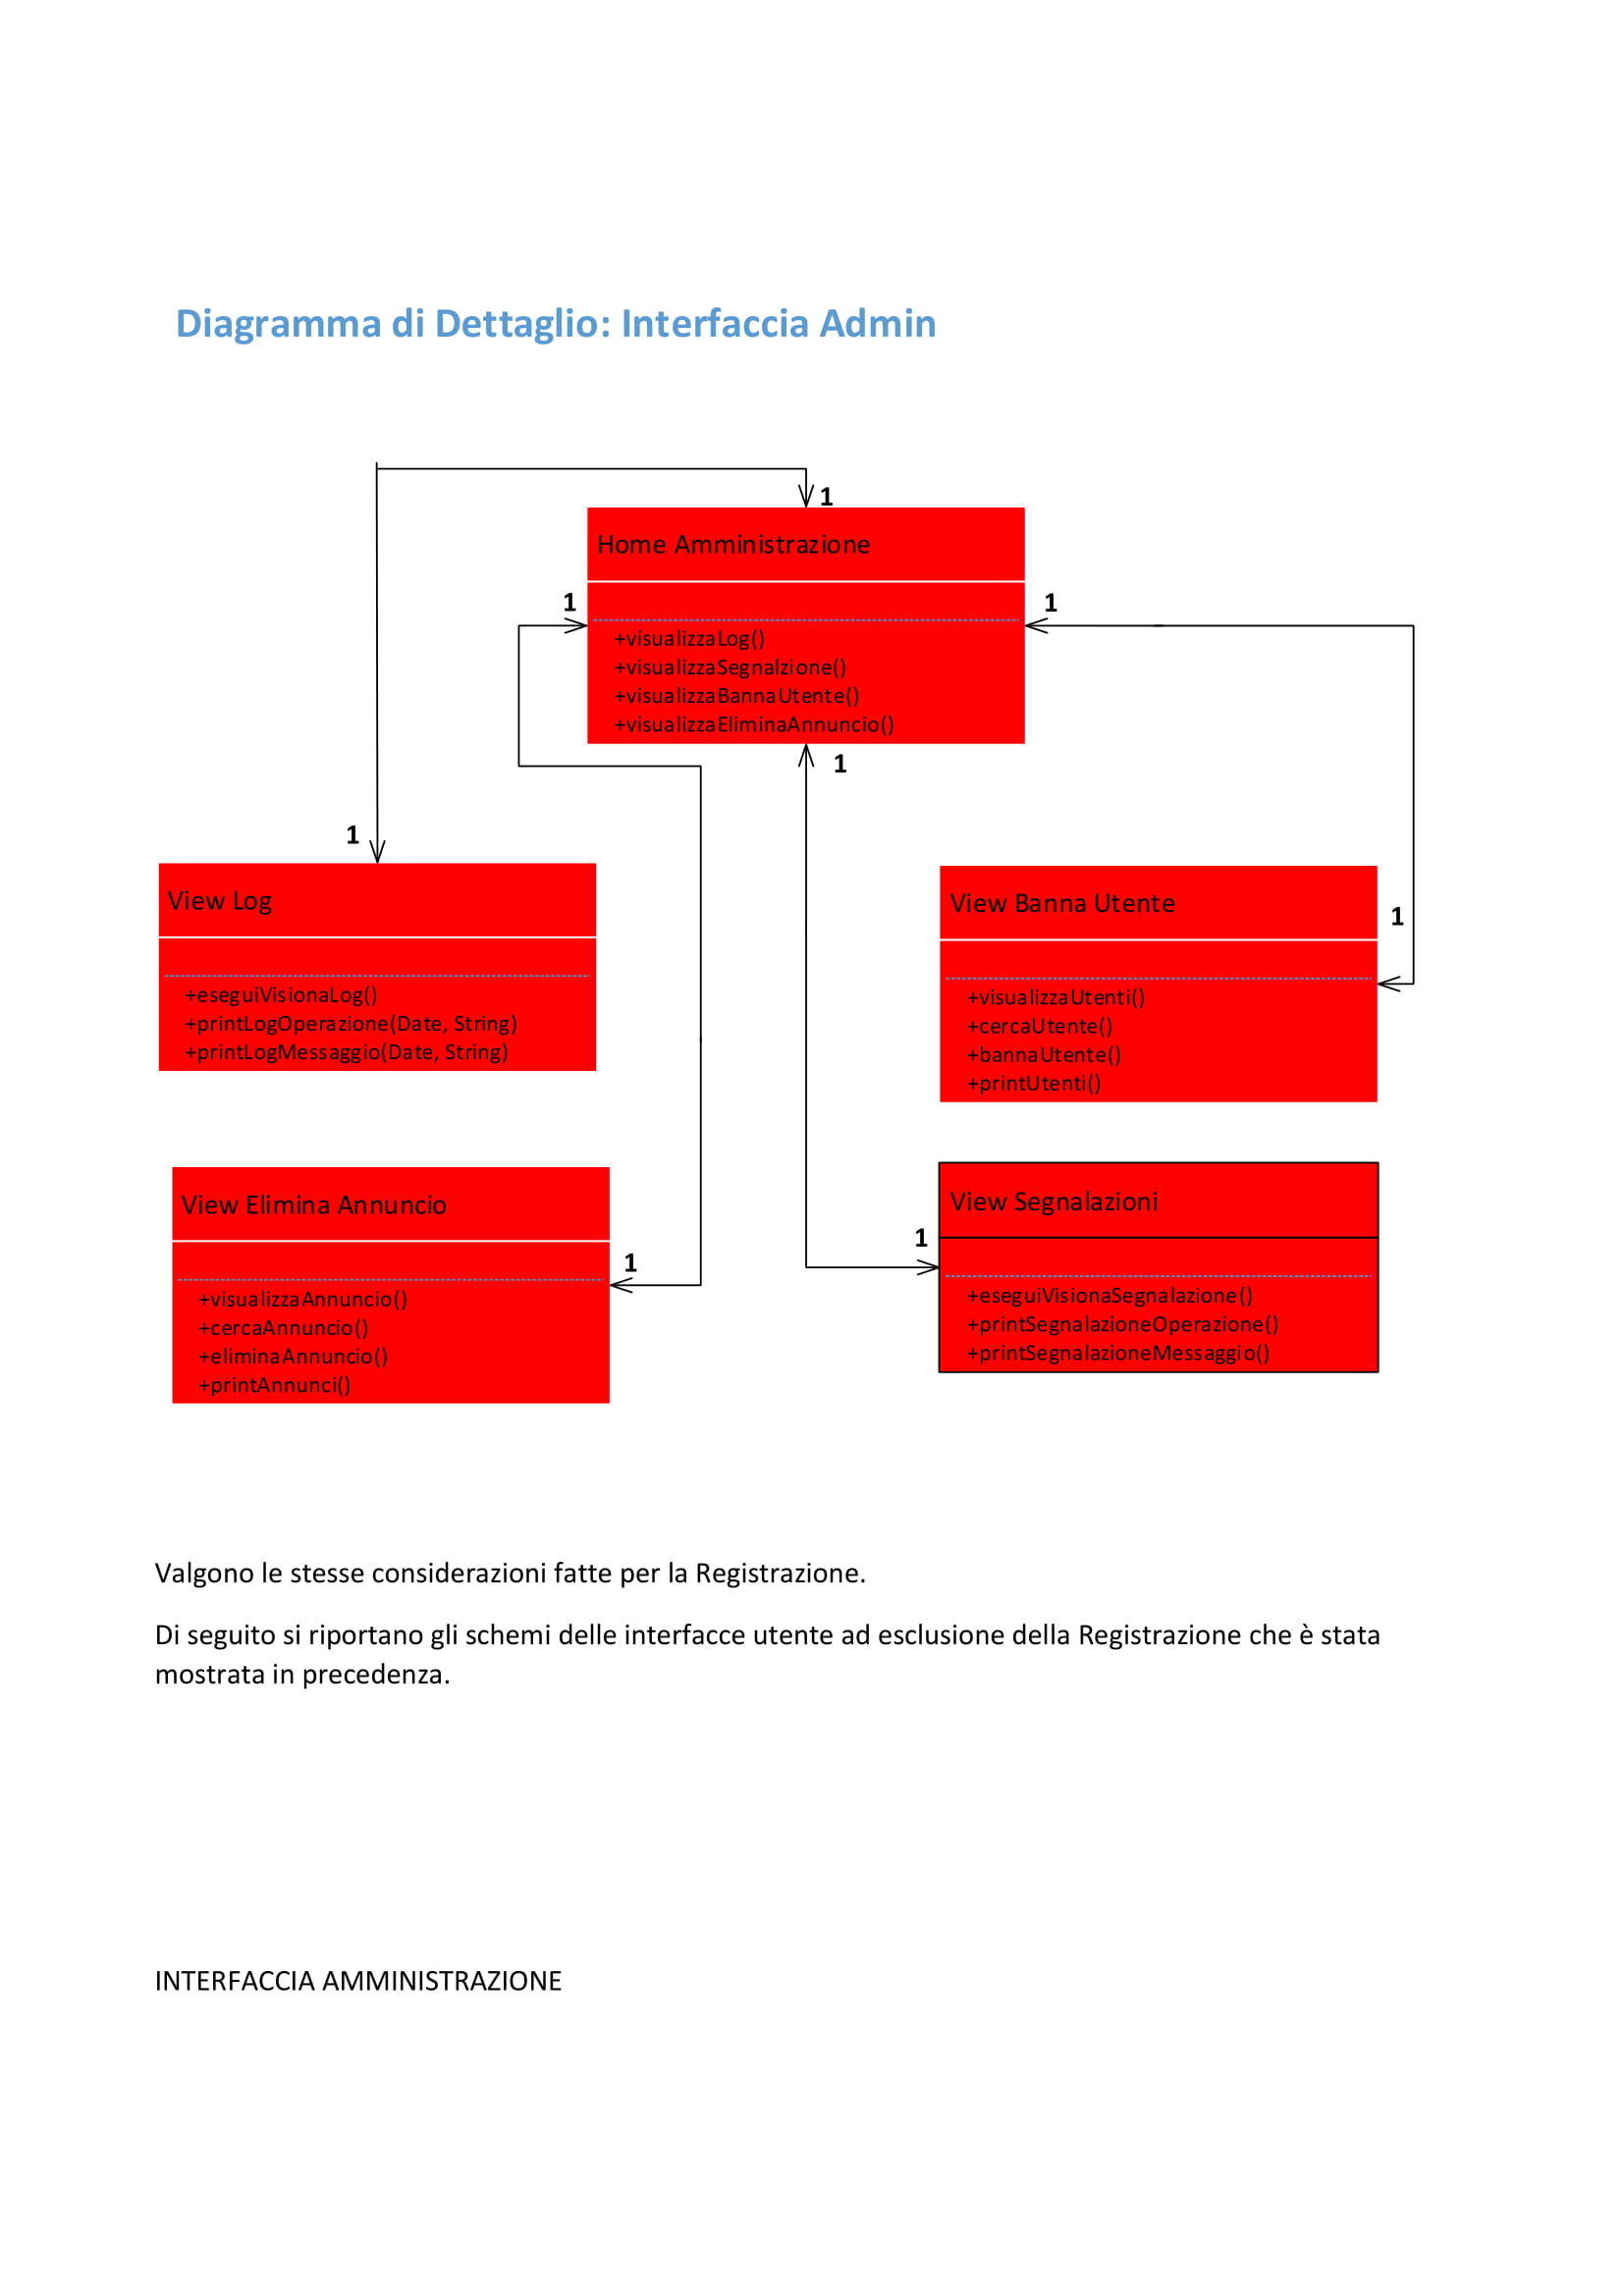 Diagramma di Dettaglio: Interfaccia Admin
1
Home Amministrazione
1
1
+visualizzaLog()
+visualizzaSegnalzione()
+visualizzaBannaUtente()
+visualizzaEliminaAnnuncio()
1
1
View Log
+eseguiVisionaLog()
+printLogOperazione(Date, String)
+printLogMessaggio(Date, String)
View Banna Utente
1
+visualizzaUtenti()
+cercaUtente()
+bannaUtente()
+printUtenti()
View Elimina Annuncio
1
+visualizzaAnnuncio()
+cercaAnnuncio()
+eliminaAnnuncio()
+printAnnunci()
View Segnalazioni
1
+eseguiVisionaSegnalazione()
+printSegnalazioneOperazione()
+printSegnalazioneMessaggio()
Valgono le stesse considerazioni fatte per la Registrazione.
Di seguito si riportano gli schemi delle interfacce utente ad esclusione della Registrazione che è stata
mostrata in precedenza.
INTERFACCIA AMMINISTRAZIONE